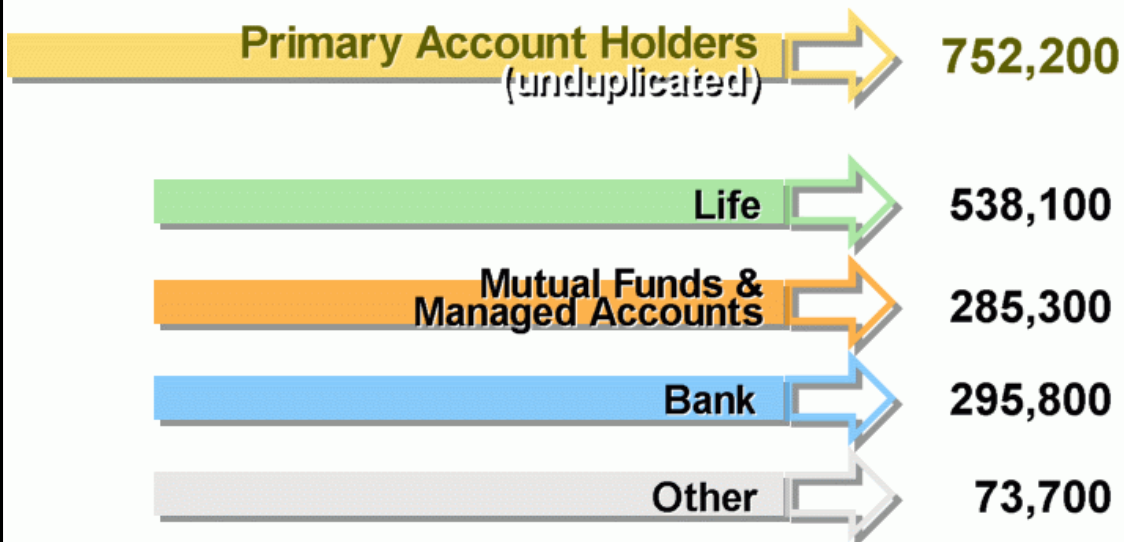 Primary Account Holders 752,200
(unduplicated)
Life 538,100
Mutual Funds &
Managed Accounts 285,300
Bank 295,800
Other 73,700